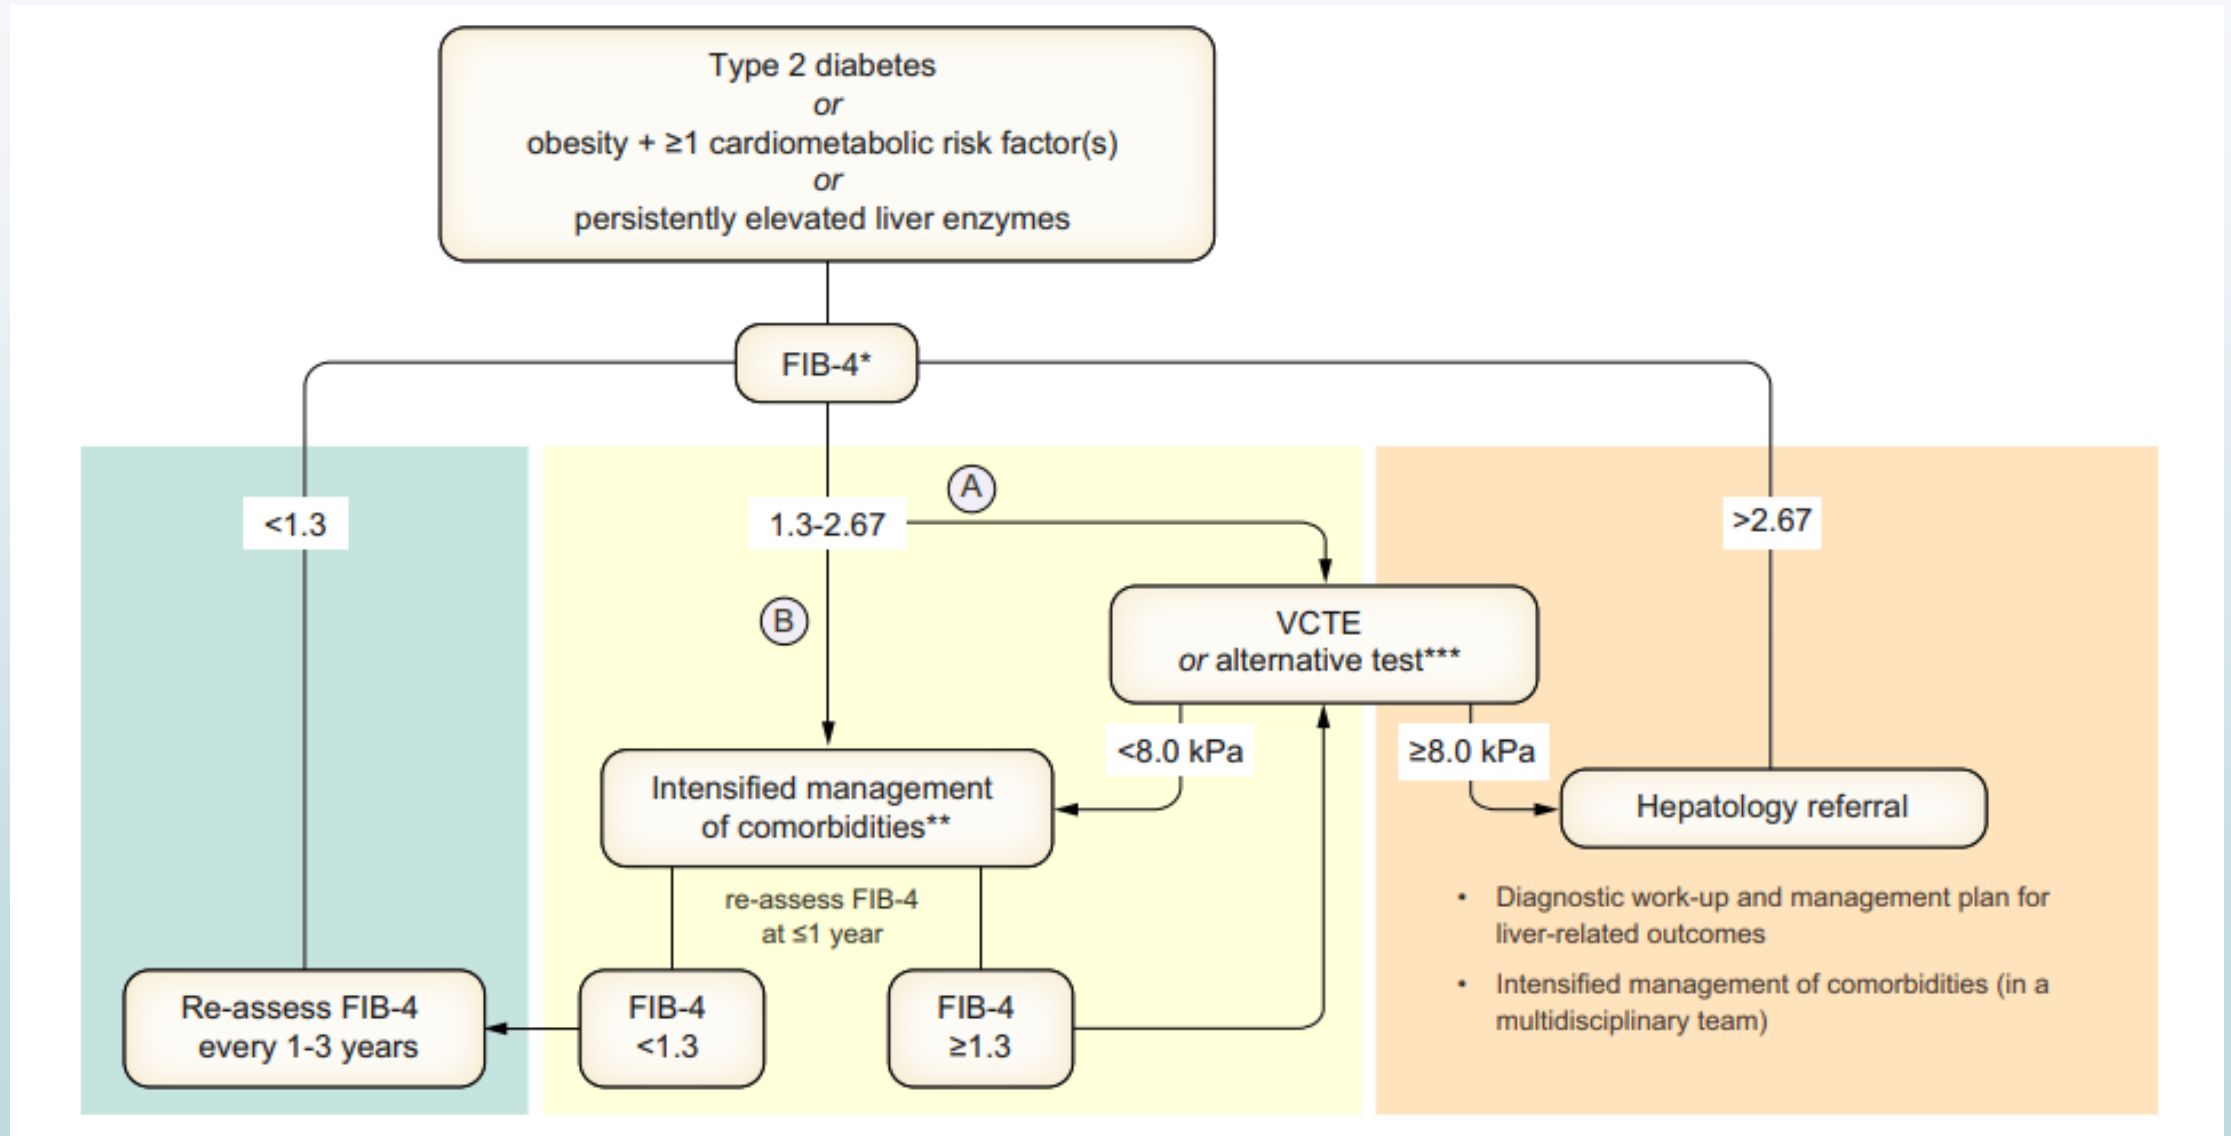 Type 2 diabetes
or
obesity + ≥1 cardiometabolic risk factor(s)
or
persistently elevated liver enzymes
FIB-4*
<1.3
1.3-2.67
A
>2.67
B
VCTE
or alternative test***
<8.0 kPa
≥8.0 kPa
Intensified management
of comorbidities**
Hepatology referral
re-assess FIB-4
at ≤1 year
• Diagnostic work-up and management plan for
liver-related outcomes
• Intensified management of comorbidities (in a
multidisciplinary team)
Re-assess FIB-4
every 1-3 years
FIB-4
<1.3
FIB-4
≥1.3